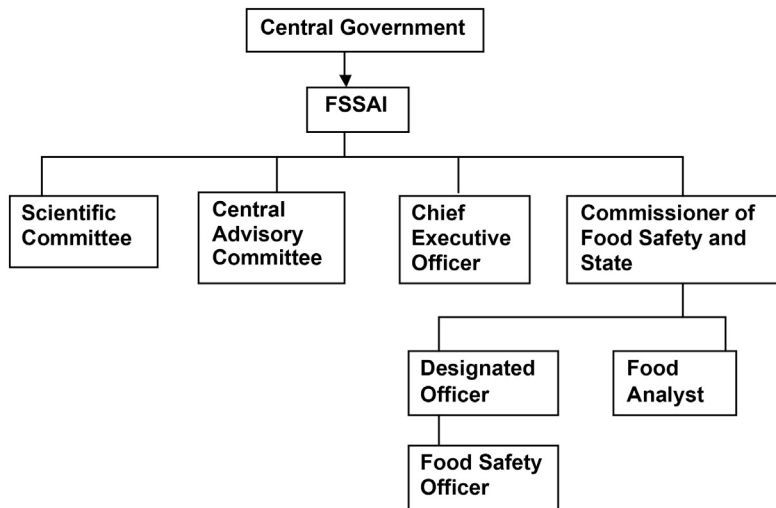 Central Government
FSSAI
Scientific
Committee
Central
Advisory
Committee
Chief
Executive
Officer
Commissioner of
Food Safety and
State
Designated
Officer
Food
Analyst
Food Safety
Officer